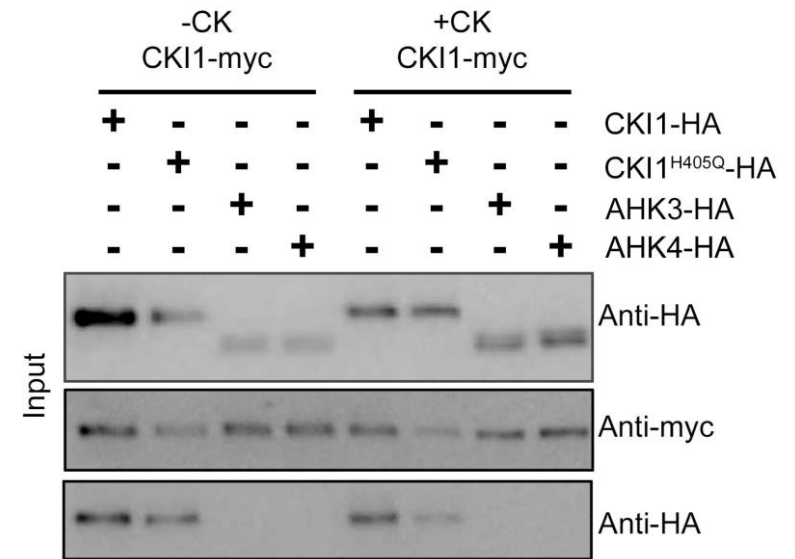 -CK +CK
CKI1-myc CKI1-myc
+ - - - + - - - CKI1-HA
- + - - - + - - CKI1H405Q-HA
- - + - - - + - AHK3-HA
- - - + - - - + AHK4-HA
Anti-HA
Input
Anti-myc
Anti-HA